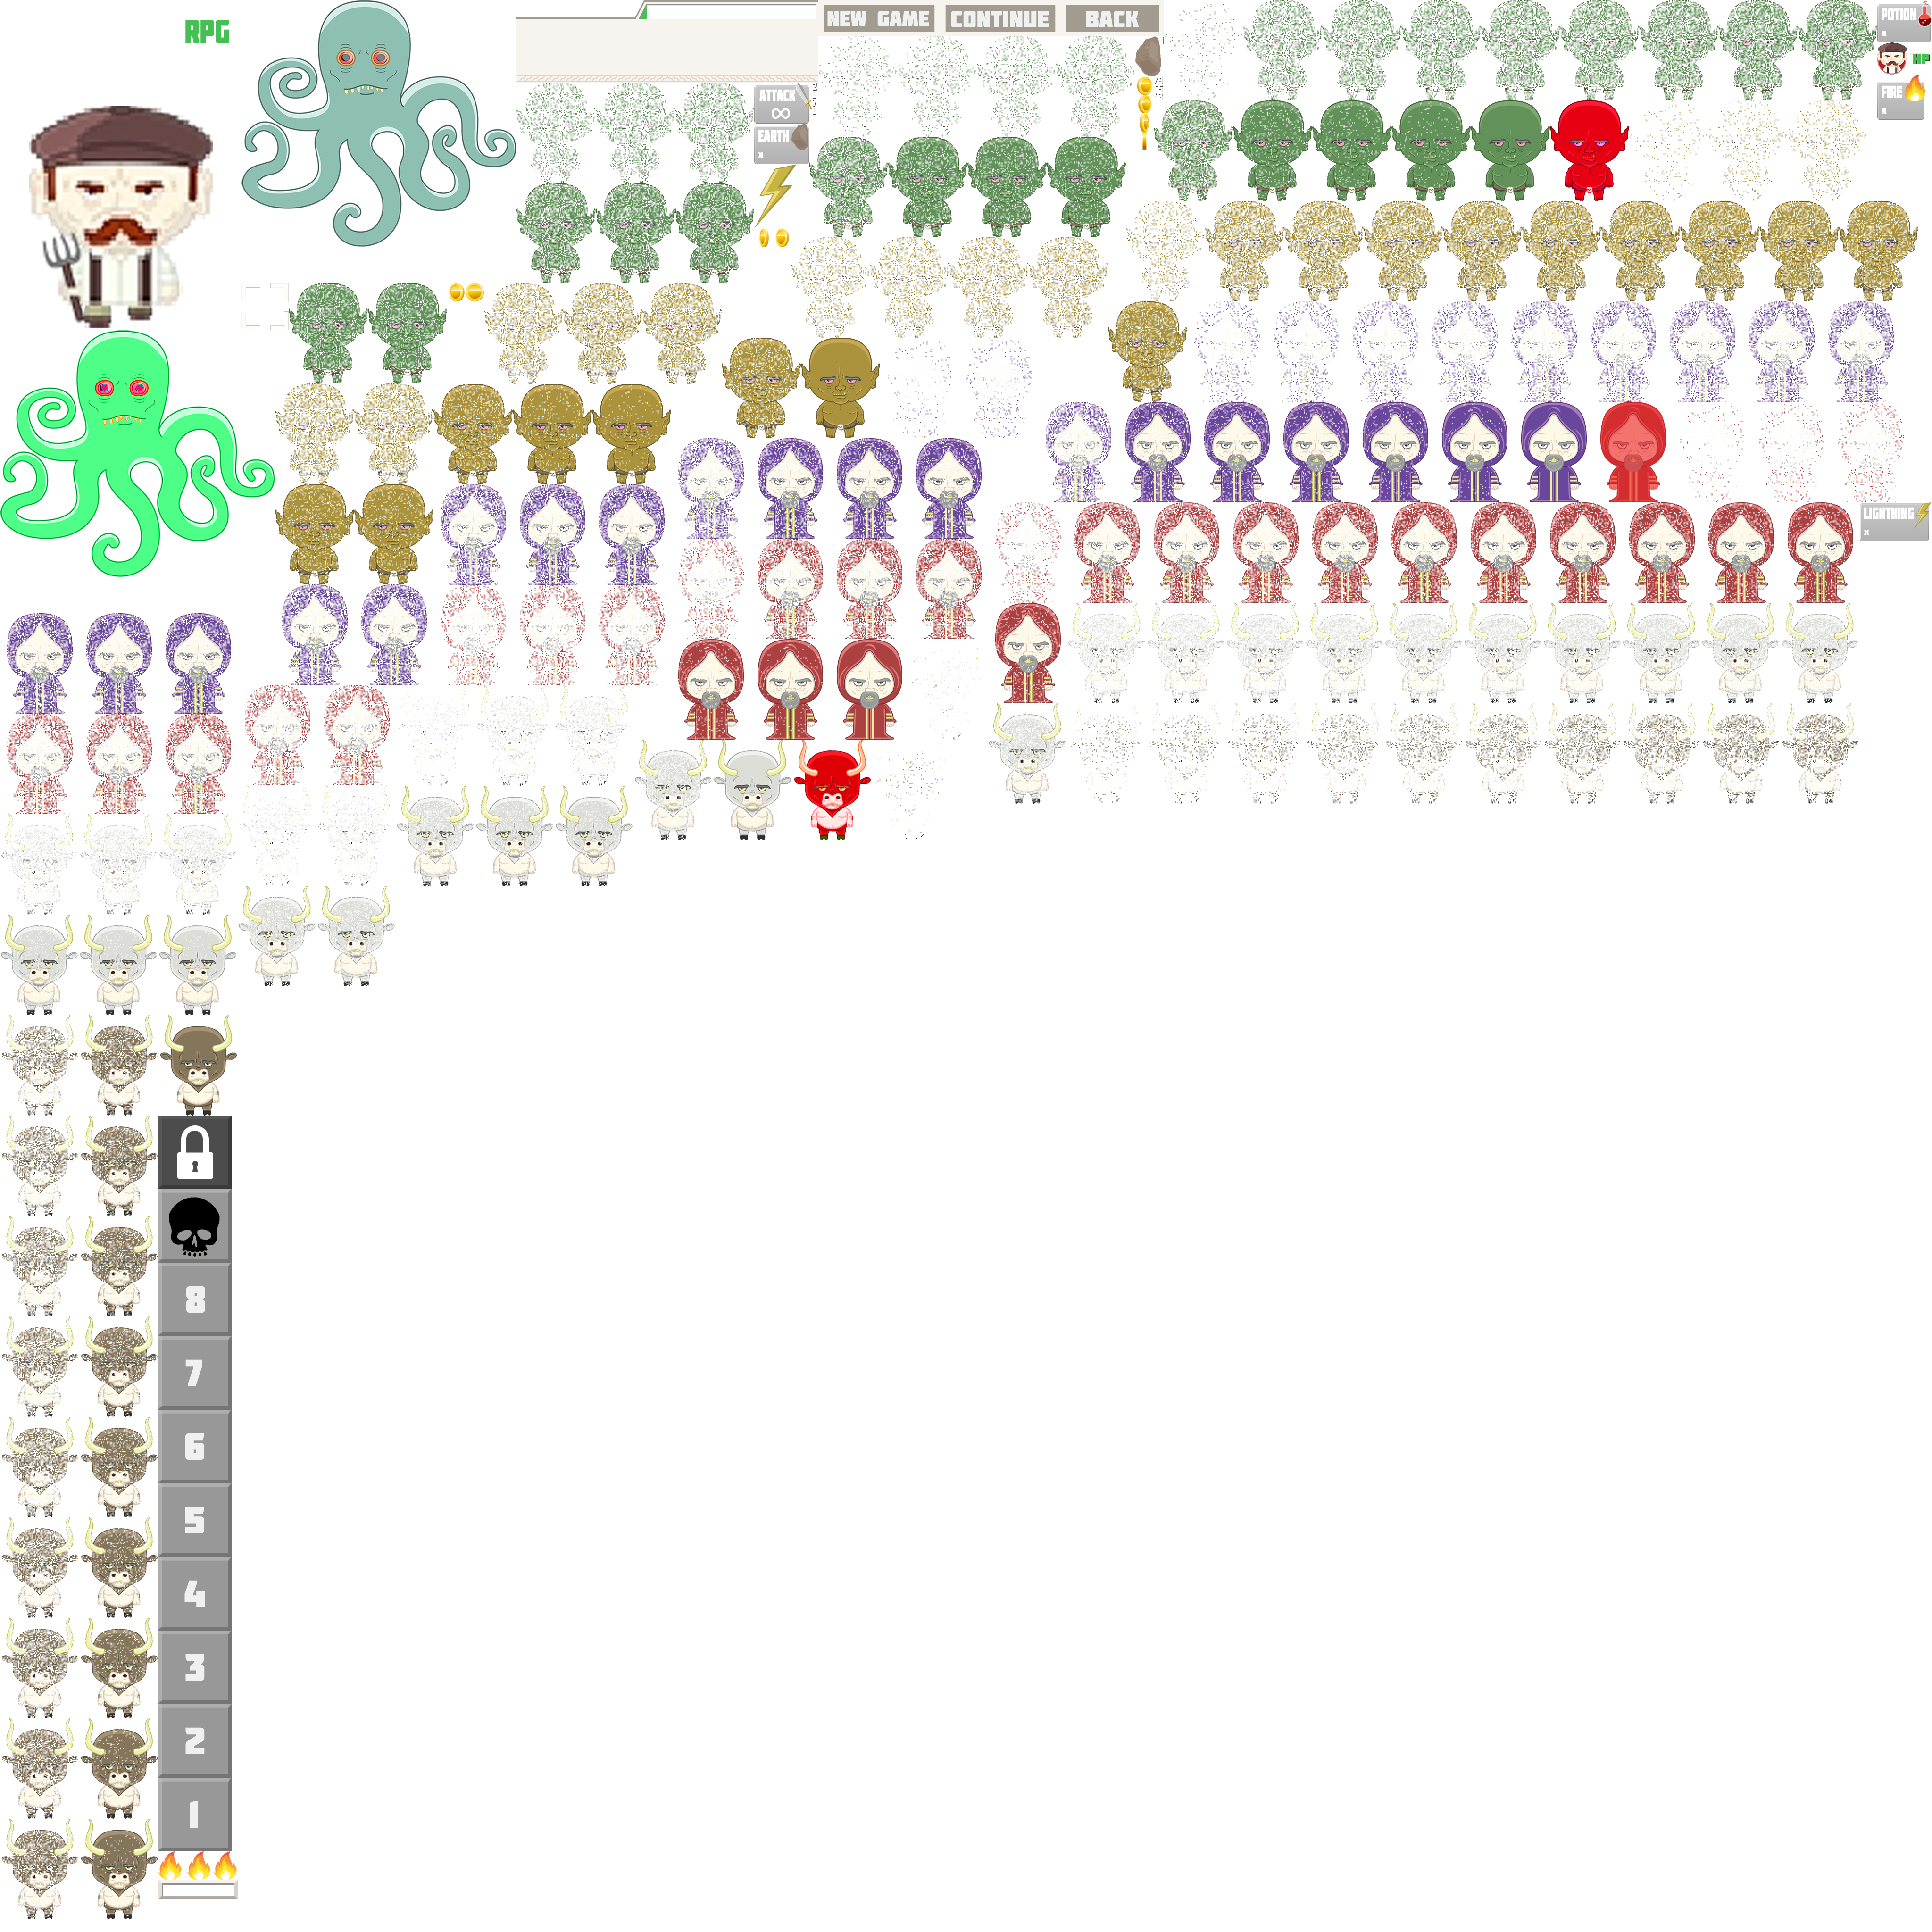 RPG
NEW GAME
CONTINUE
BACK
POTION
x
HP
FIRE
x
ATTACK
∞
EARTH
x
LIGHTNING
x
8
7
6
5
4
3
2
1